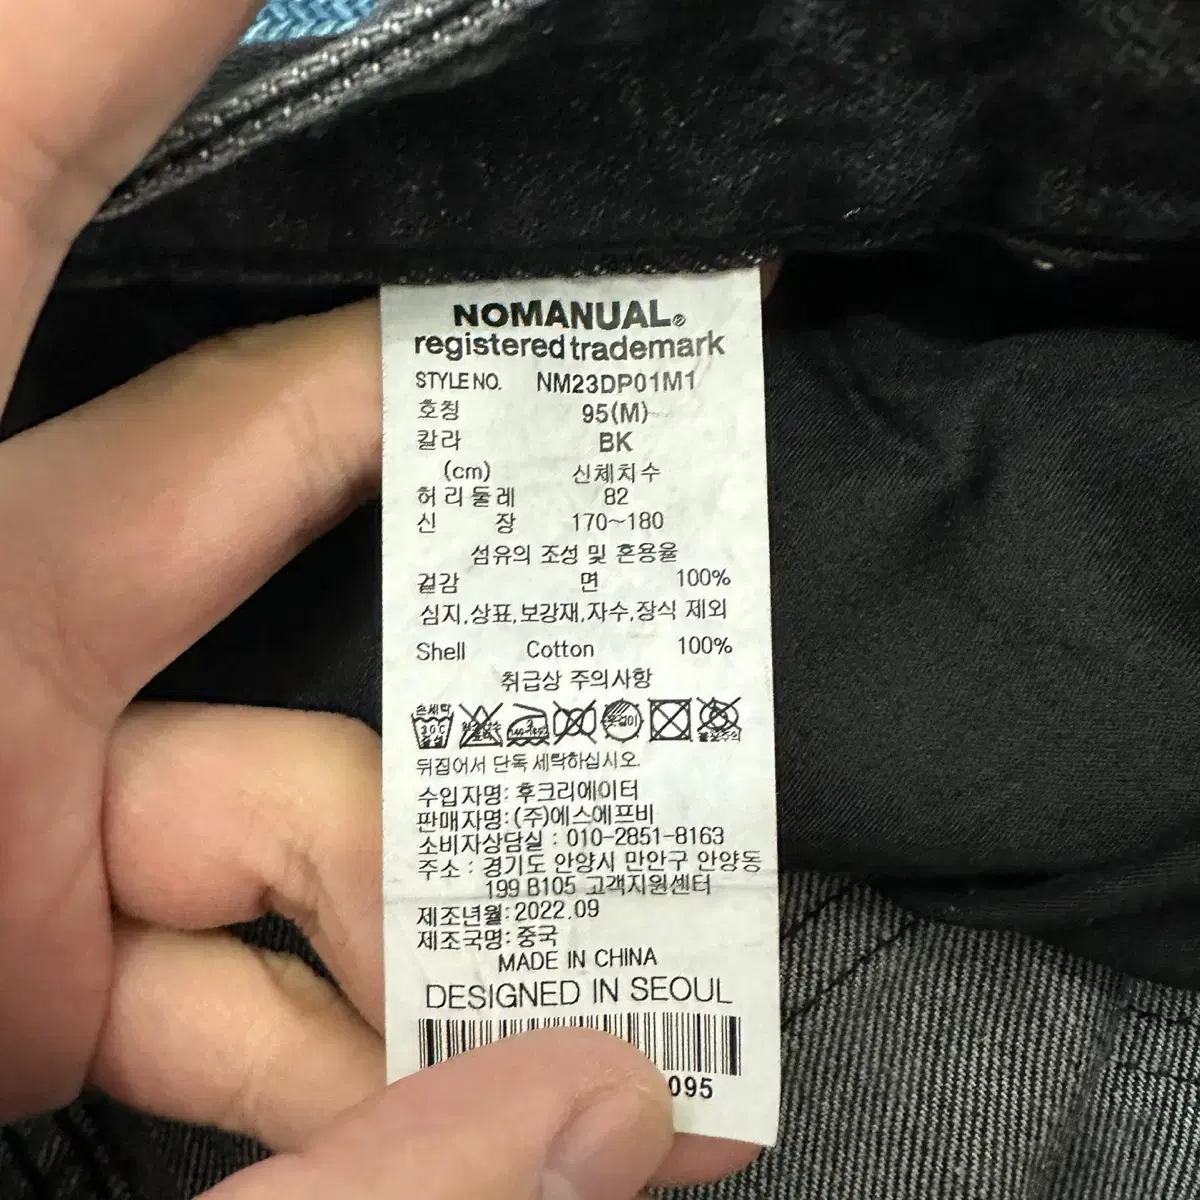 NOMANUAL®
registered trademark
STYLE NO. NM23DP01M1
호칭 95(M)
칼라 BK
(cm) 신체치수
허리둘레 82
신 장 170~180
섬유의 조성 및 혼용율
겉감 면 100%
심지,상표,보강재,자수,장식 제외
Shell Cotton 100%
취급상 주의사항
손세탁
30℃
옷걸이
뒤집어서 단독 세탁하십시오.
수입자명: 후크리에이터
판매자명: (주)에스에프비
소비자상담실 : 010-2851-8163
주소 : 경기도 안양시 만안구 안양동
199 B105 고객지원센터
제조년월: 2022.09
제조국명: 중국
MADE IN CHINA
DESIGNED IN SEOUL
095